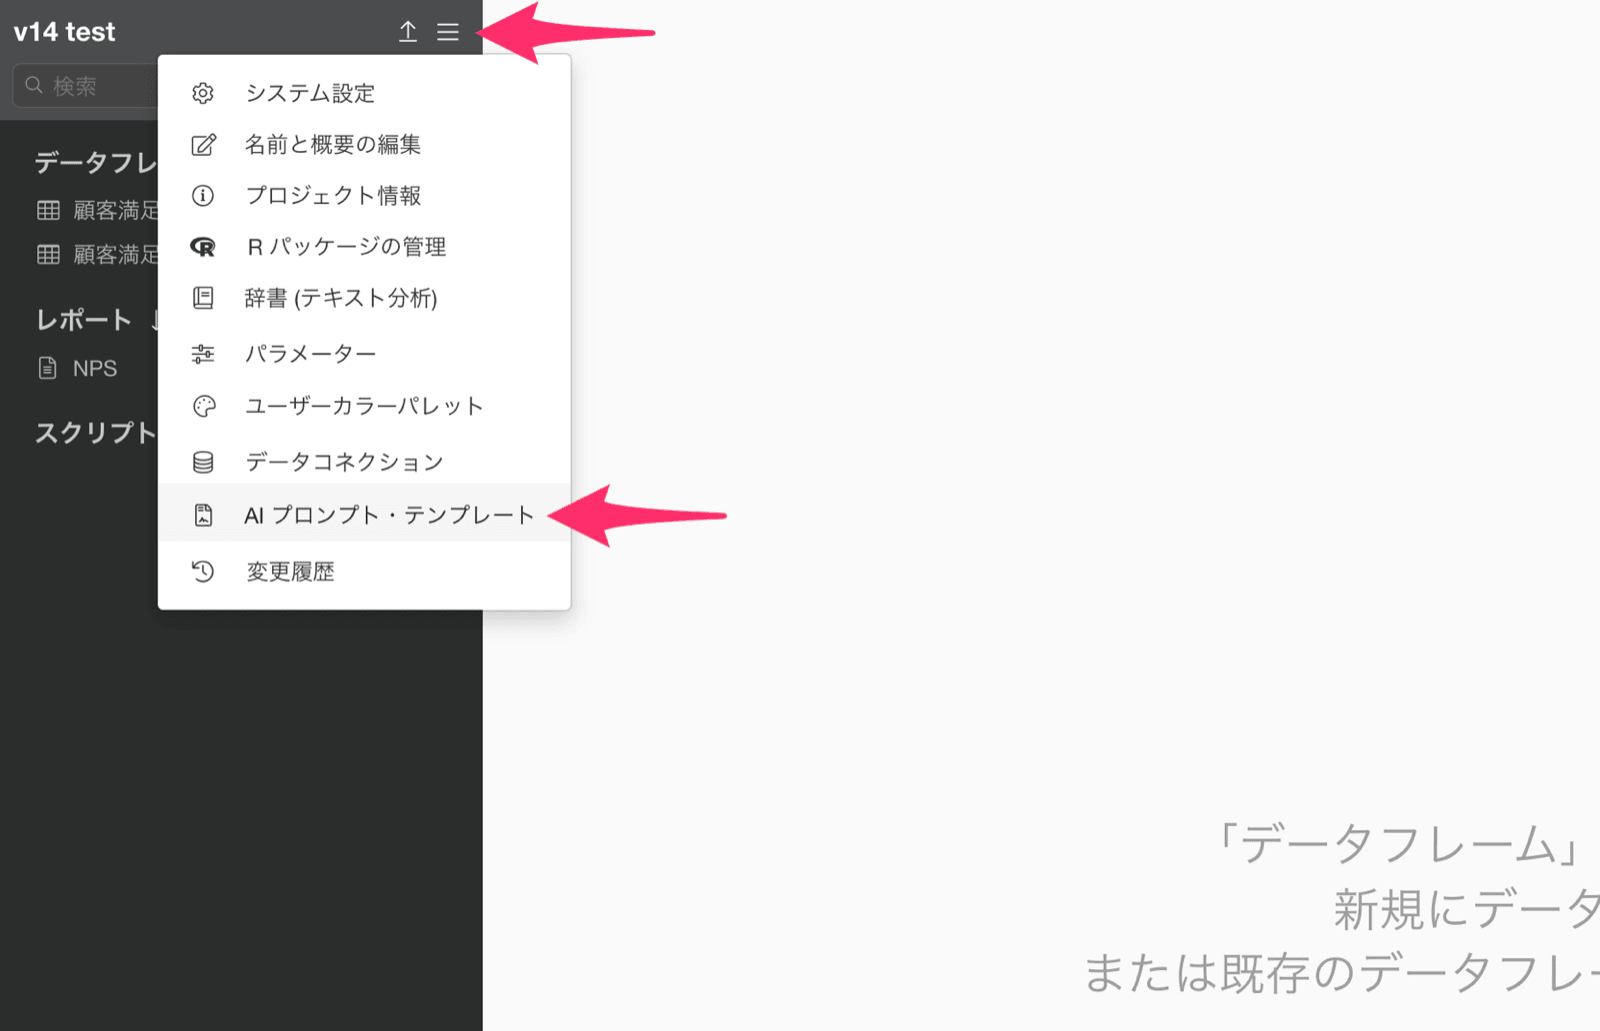 v14 test
検索
データフレ
顧客満足
顧客満足
レポート
NPS
スクリプト
システム設定
名前と概要の編集
プロジェクト情報
R パッケージの管理
辞書 (テキスト分析)
パラメーター
ユーザーカラーパレット
データコネクション
AI プロンプト・テンプレート
変更履歴
「データフレーム」
新規にデータ
または既存のデータフレー